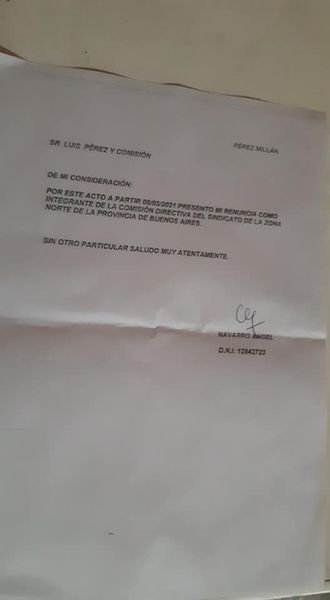 PÉREZ MILLÁN
SR. LUIS PÉREZ Y COMISIÓN
DE MI CONSIDERACIÓN:
POR ESTE ACTO A PARTIR 05/03/2021 PRESENTO MI RENUNCIA COMO
INTEGRANTE DE LA COMISIÓN DIRECTIVA DEL SINDICATO DE LA ZONA
NORTE DE LA PROVINCIA DE BUENOS AIRES.
SIN OTRO PARTICULAR SALUDO MUY ATENTAMENTE.
NAVARRO ANGEL
D.N.I: 12842723